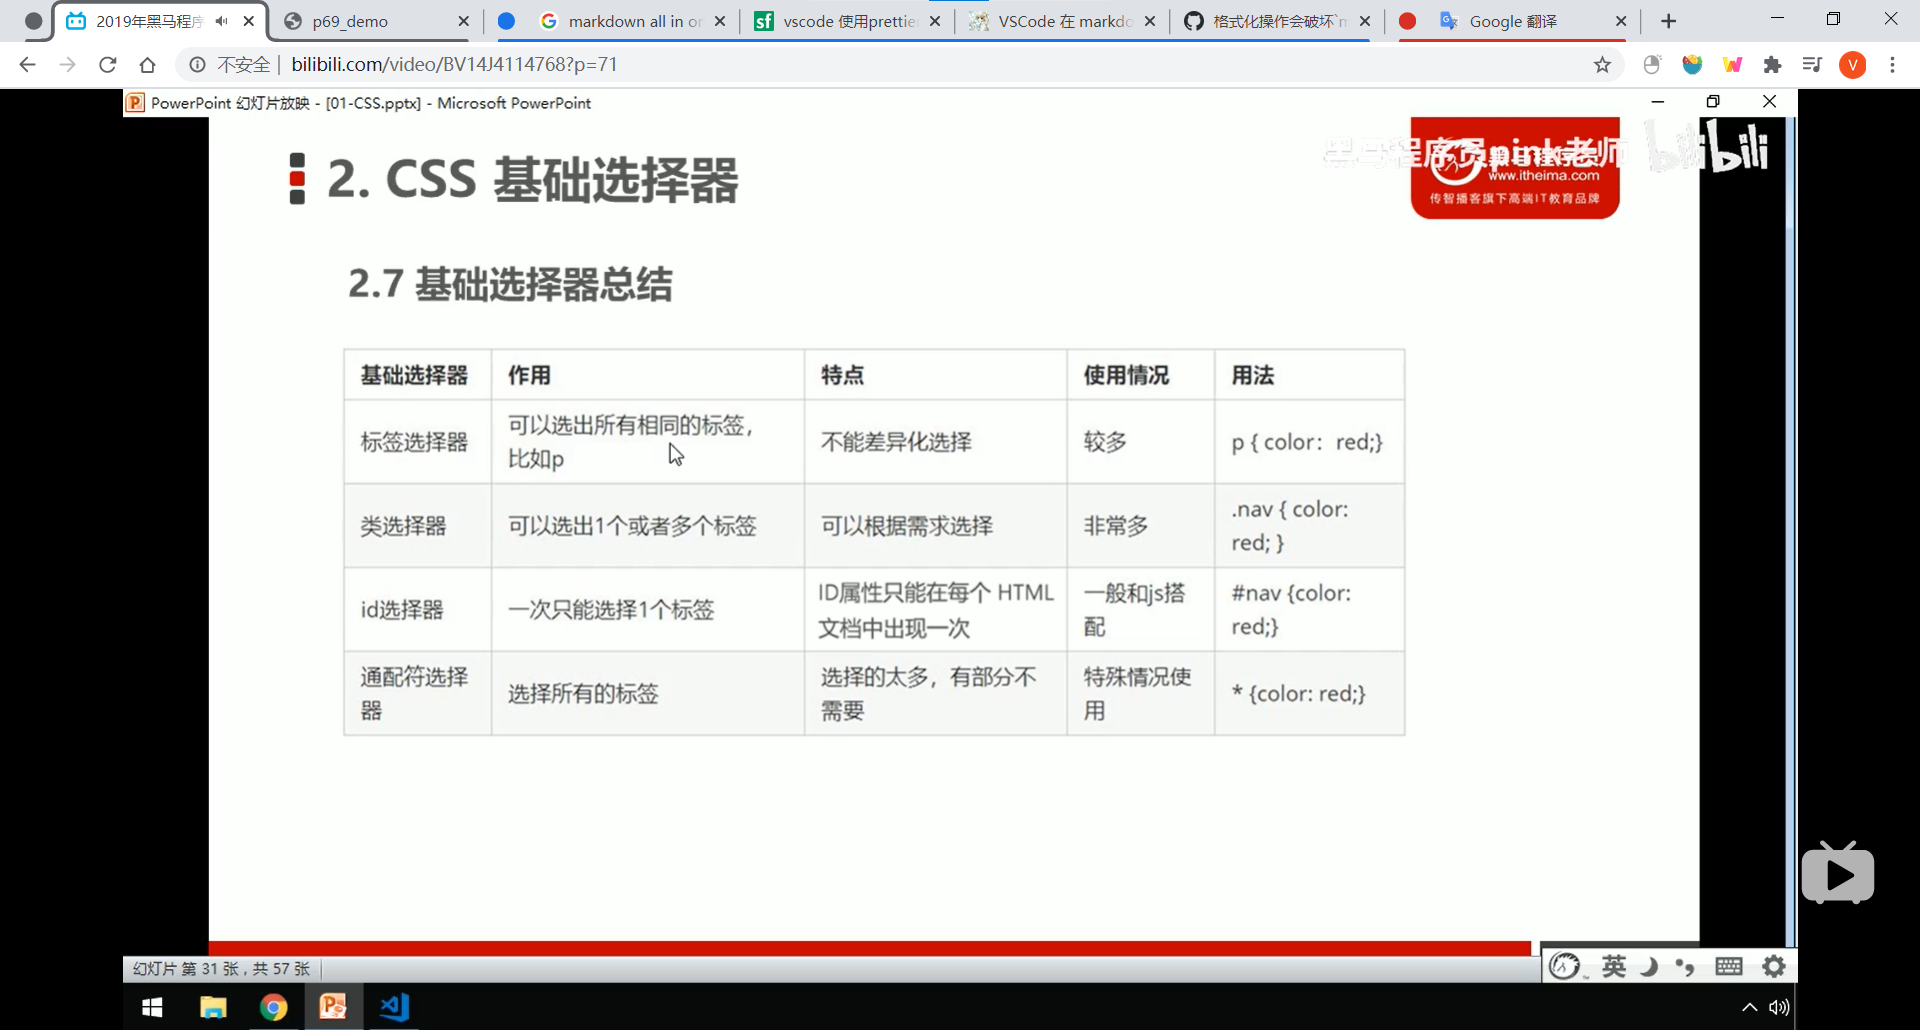 2019年黑马程序
p69_demo
markdown all in or
vscode 使用prettie
VSCode 在 markdo
格式化操作会破坏`m
Google 翻译
不安全 | bilibili.com/video/BV14J4114768?p=71
V
PowerPoint 幻灯片放映 - [01-CSS.pptx] - Microsoft PowerPoint
2. CSS 基础选择器
黑马程序员pink老师
bilibili
www.itheima.com
传智播客旗下高端IT教育品牌
2.7 基础选择器总结
基础选择器 作用 特点 使用情况 用法
标签选择器
可以选出所有相同的标签，
比如p
不能差异化选择
较多
p { color： red;}
类选择器
可以选出1个或者多个标签
可以根据需求选择
非常多
.nav { color:
red; }
id选择器
一次只能选择1个标签
ID属性只能在每个 HTML
文档中出现一次
一般和js搭
配
#nav {color:
red;}
通配符选择
器
选择所有的标签
选择的太多，有部分不
需要
特殊情况使
用
* {color: red;}
幻灯片 第 31 张，共 57 张
英